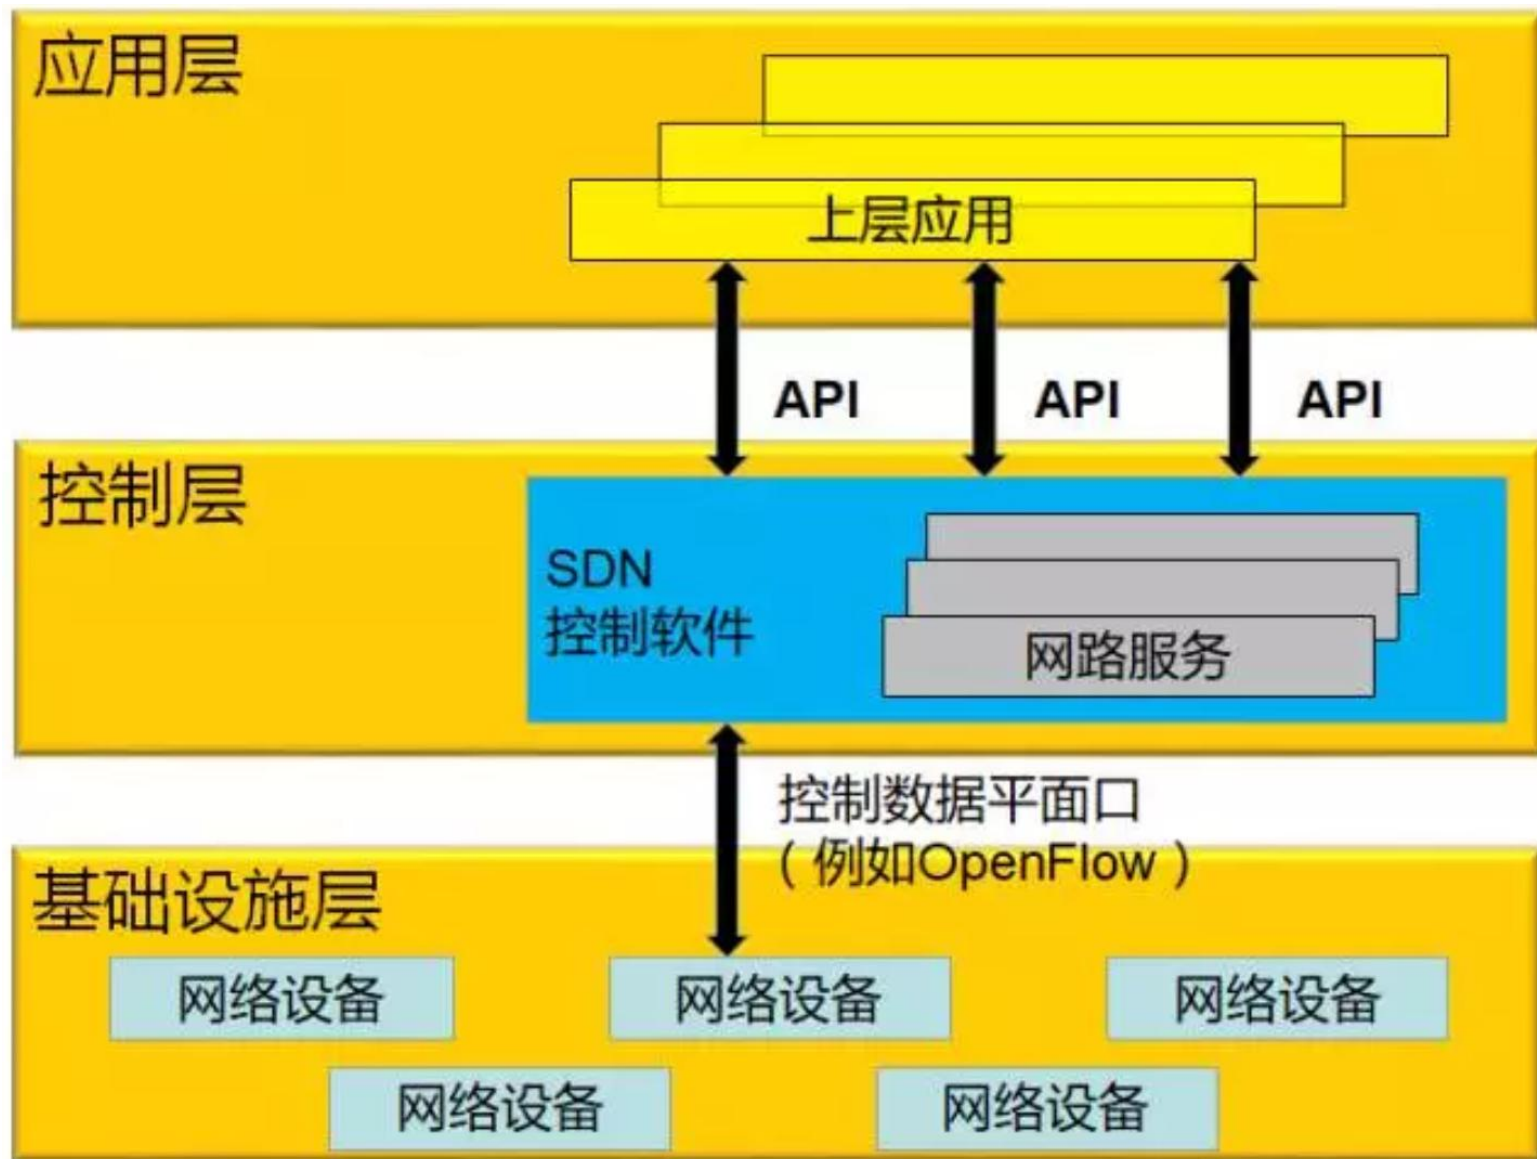 应用层
上层应用
API
API
API
控制层
SDN
控制软件
网路服务
控制数据平面口
（例如OpenFlow）
基础设施层
网络设备
网络设备
网络设备
网络设备
网络设备